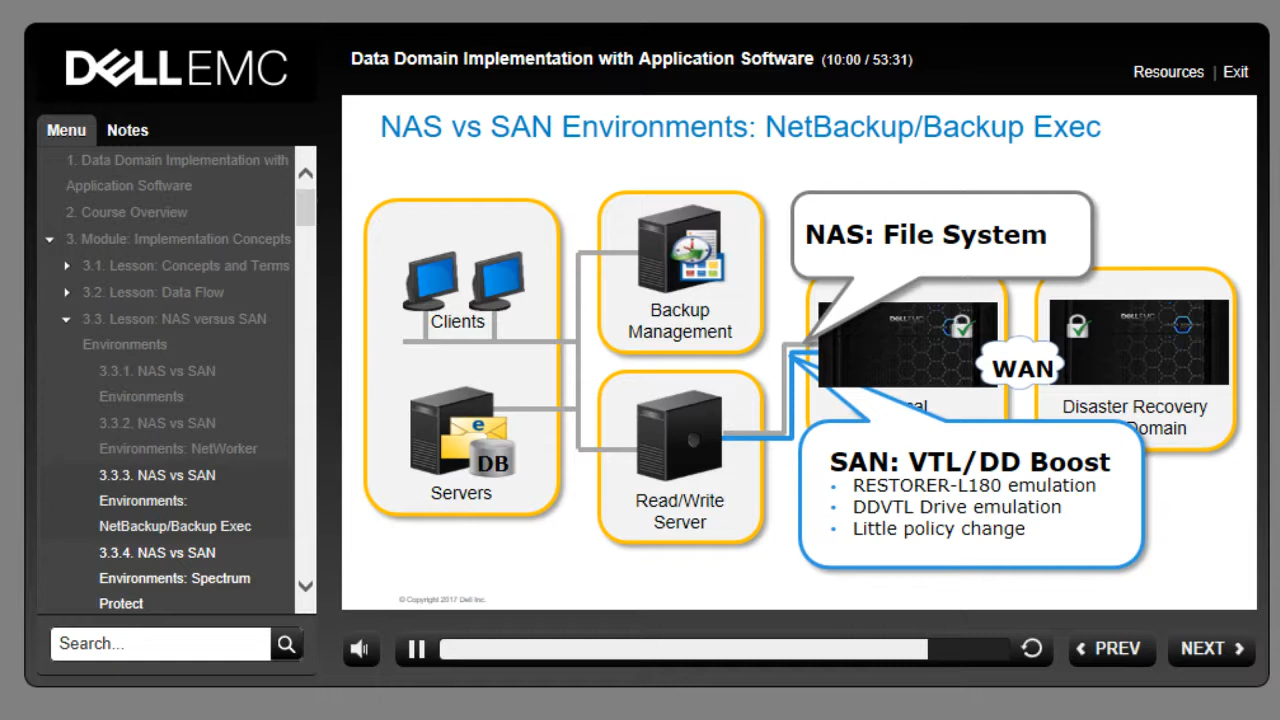 DELLEMC
Data Domain Implementation with Application Software (10:00 / 53:31)
Resources | Exit
Menu
Notes
1. Data Domain Implementation with
Application Software
2. Course Overview
3. Module: Implementation Concepts
3.1. Lesson: Concepts and Terms
3.2. Lesson: Data Flow
3.3. Lesson: NAS versus SAN
Environments
3.3.1. NAS vs SAN
Environments
3.3.2. NAS vs SAN
Environments: NetWorker
3.3.3. NAS vs SAN
Environments:
NetBackup/Backup Exec
3.3.4. NAS vs SAN
Environments: Spectrum
Protect
Search...
NAS vs SAN Environments: NetBackup/Backup Exec
Clients
DB
Servers
Backup
Management
Read/Write
Server
NAS: File System
DELLEMC
WAN
DELLEMC
Disaster Recovery
Domain
SAN: VTL/DD Boost
• RESTORER-L180 emulation
• DDVTL Drive emulation
• Little policy change
© Copyright 2017 Dell Inc.
PREV
NEXT